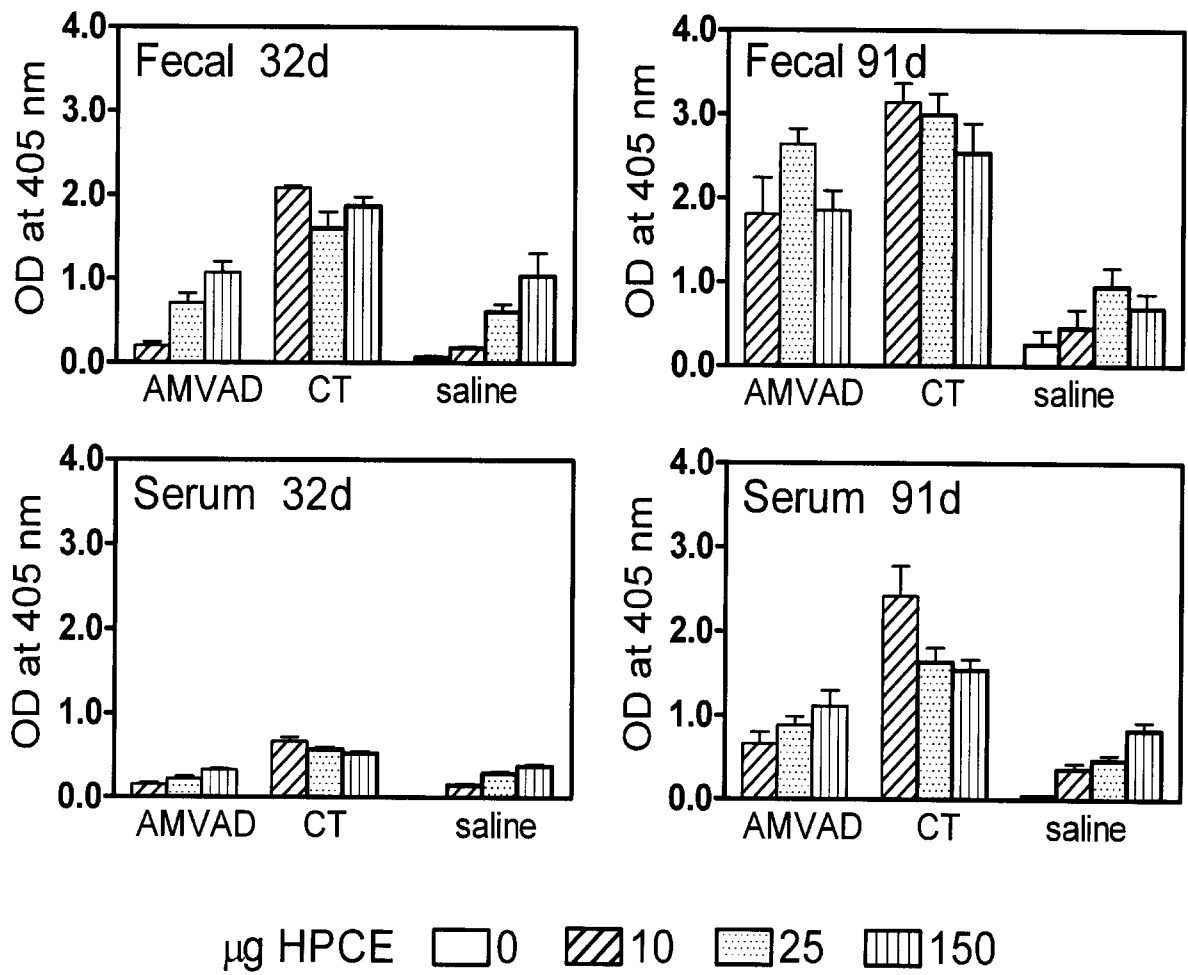 Fecal 32d
OD at 405 nm
4.0
3.0
2.0
1.0
0.0
AMVAD CT saline
Fecal 91d
OD at 405 nm
4.0
3.0
2.0
1.0
0.0
AMVAD CT saline
Serum 32d
OD at 405 nm
4.0
3.0
2.0
1.0
0.0
AMVAD CT saline
Serum 91d
OD at 405 nm
4.0
3.0
2.0
1.0
0.0
AMVAD CT saline
μg HPCE 0 10 25 150